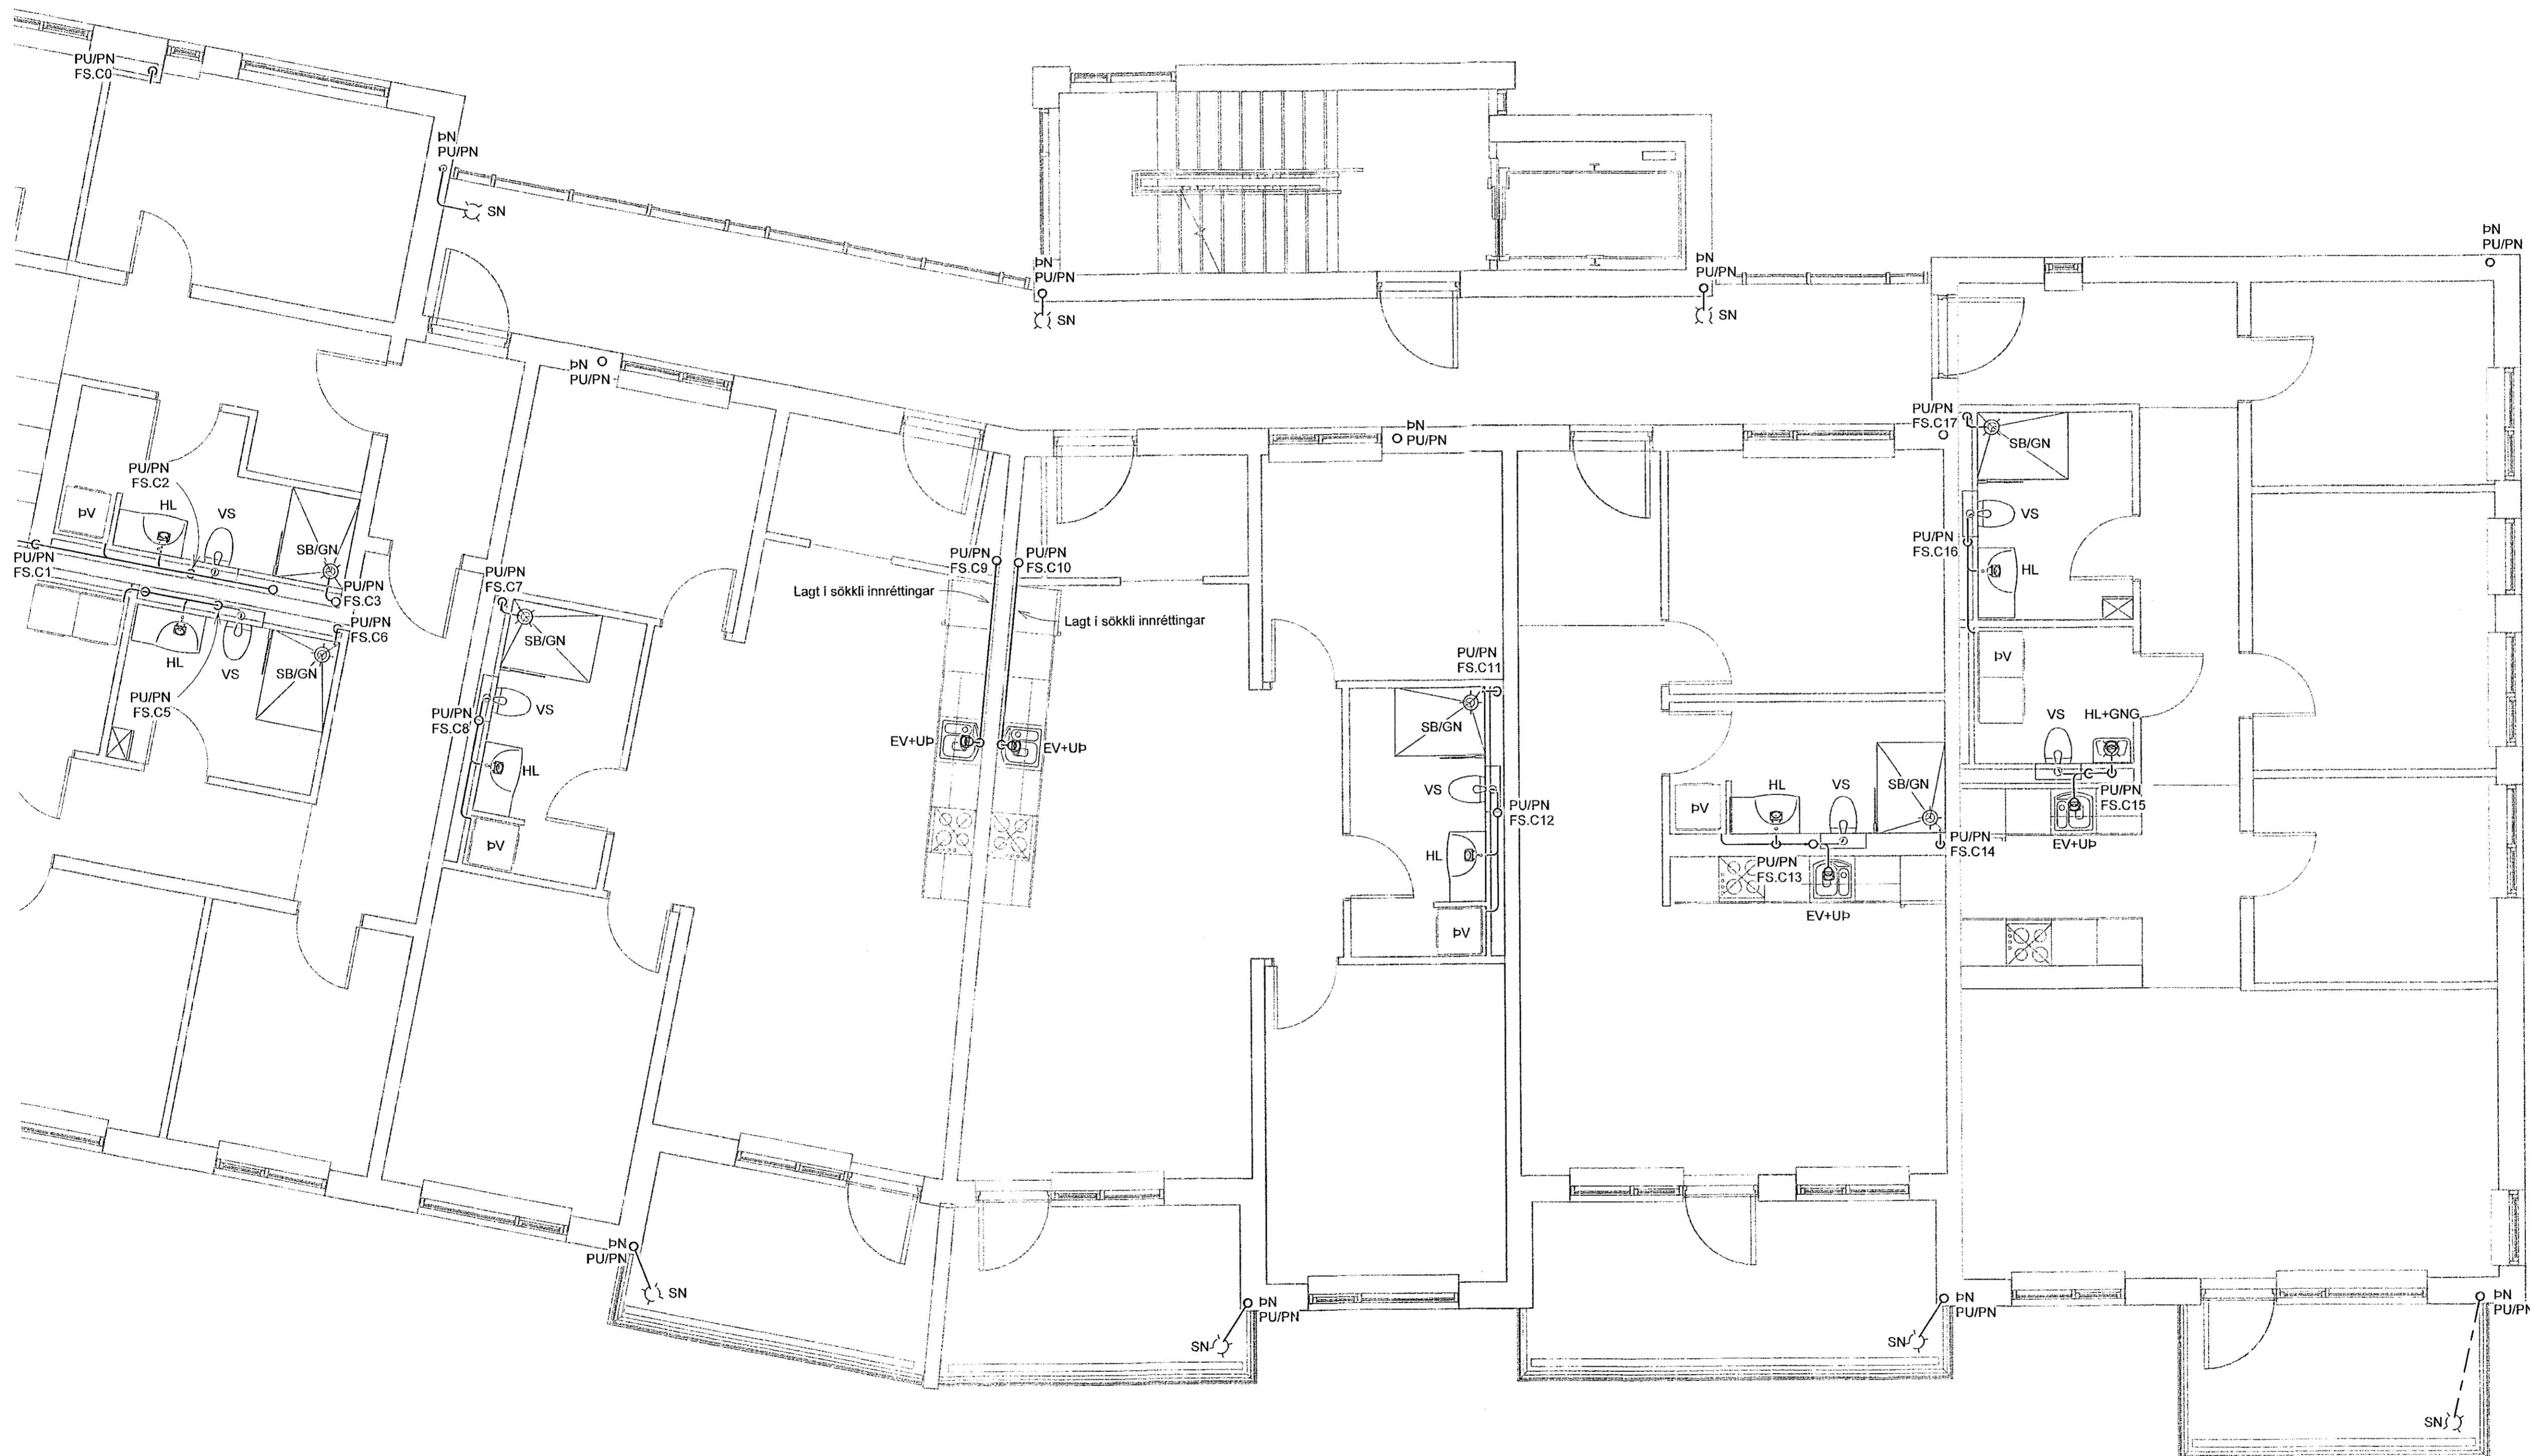 PU/PN
FS.C0
ÞN
PU/PN
SN
ÞN
PU/PN
SN
ÞN
PU/PN
SN
ÞN
PU/PN
ÞN
PU/PN
ÞN
PU/PN
PU/PN
FS.C17
SB/GN
VS
PU/PN
FS.C16
HL
PU/PN
FS.C2
ÞV
HL
VS
SB/GN
PU/PN
FS.C1
PU/PN
FS.C3
PU/PN
FS.C6
HL
VS
SB/GN
PU/PN
FS.C5
PU/PN
FS.C7
SB/GN
VS
PU/PN
FS.C8
HL
ÞV
PU/PN
FS.C9
PU/PN
FS.C10
Lagt í sökkli innréttingar
Lagt í sökkli innréttingar
EV+UÞ
EV+UÞ
PU/PN
FS.C11
SB/GN
VS
PU/PN
FS.C12
HL
ÞV
ÞV
HL
VS
SB/GN
PU/PN
FS.C13
PU/PN
FS.C14
EV+UÞ
ÞV
VS
HL+GNG
PU/PN
FS.C15
EV+UÞ
ÞN
PU/PN
SN
ÞN
PU/PN
SN
ÞN
PU/PN
SN
ÞN
PU/PN
SN